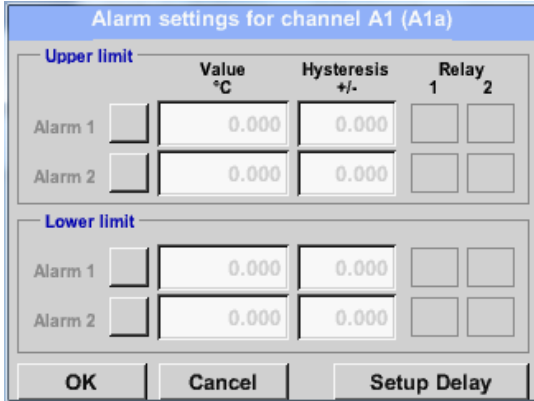 Alarm settings for channel A1 (A1a)
Upper limit
Value Hysteresis Relay
°C +/- 1 2
Alarm 1 0.000 0.000
Alarm 2 0.000 0.000
Lower limit
Alarm 1 0.000 0.000
Alarm 2 0.000 0.000
OK Cancel Setup Delay